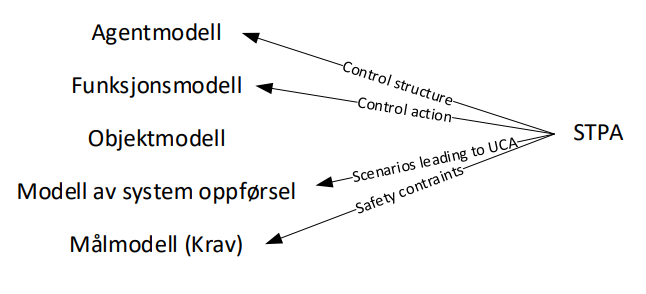 Agentmodell
Control structure
Funksjonsmodell
Control action
STPA
Objektmodell
Scenarios leading to UCA
Modell av system oppførsel
Safety contraints
Målmodell (Krav)